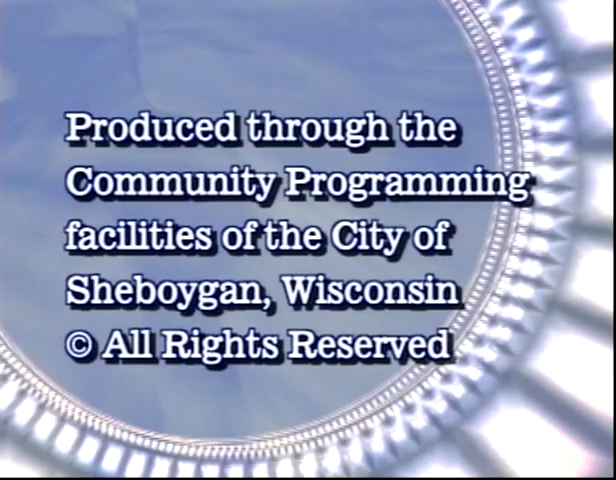 Produced through the
Community Programming
facilities of the City of
Sheboygan, Wisconsin
© All Rights Reserved